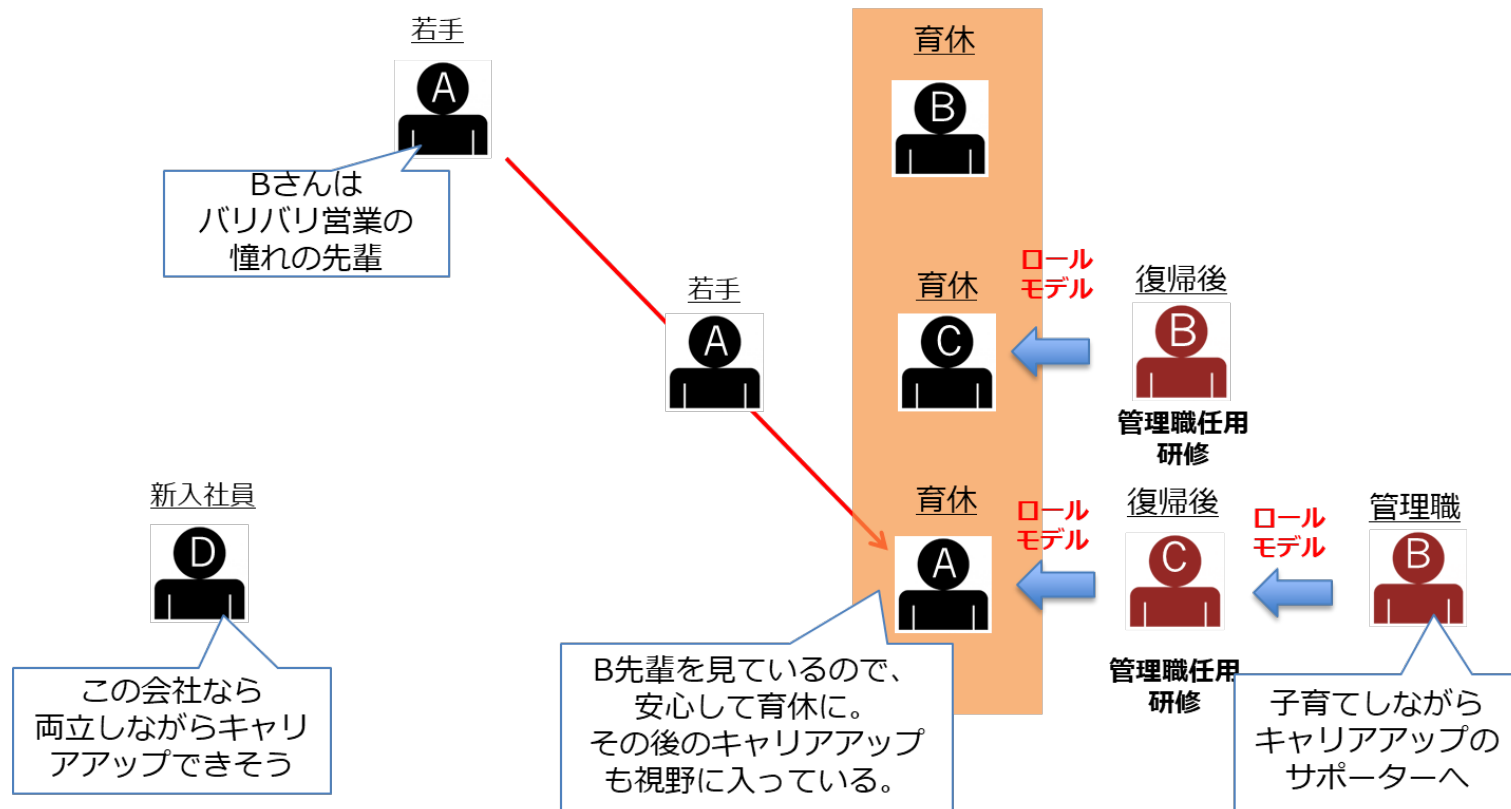 若手
A
Bさんは
バリバリ営業の
憧れの先輩
育休
B
若手
A
育休
C
ロール
モデル
復帰後
B
管理職任用
研修
新入社員
D
この会社なら
両立しながらキャリ
アアップできそう
育休
A
B先輩を見ているので、
安心して育休に。
その後のキャリアアップ
も視野に入っている。
ロール
モデル
復帰後
C
管理職任用
研修
ロール
モデル
管理職
B
子育てしながら
キャリアアップの
サポーターへ